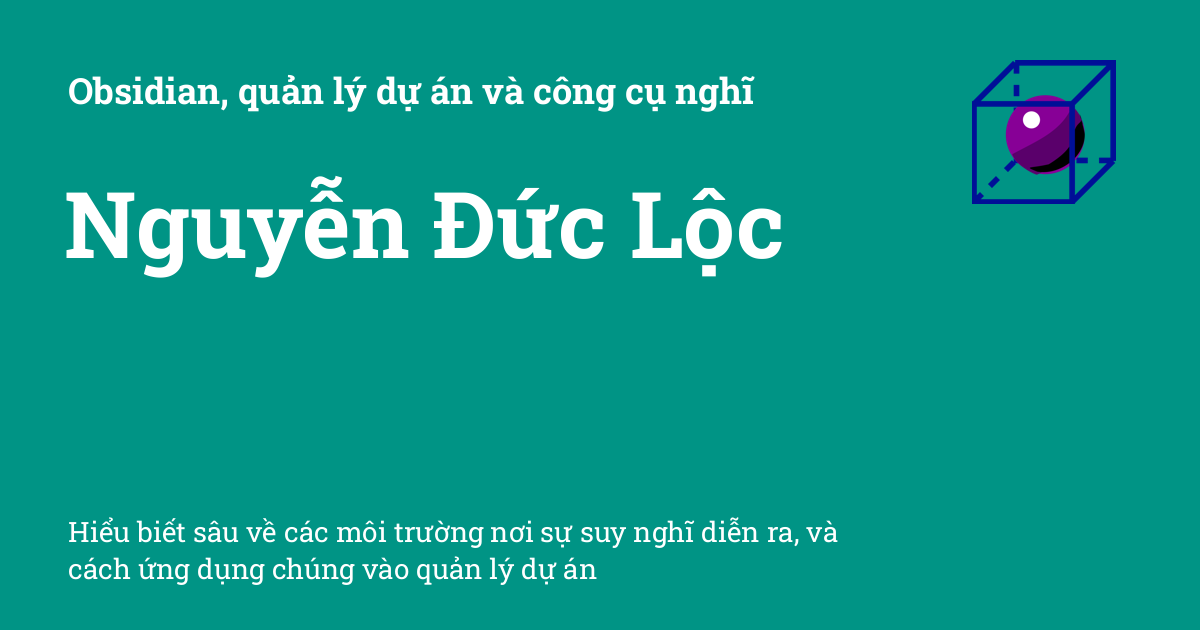 Obsidian, quản lý dự án và công cụ nghĩ
Nguyễn Đức Lộc
Hiểu biết sâu về các môi trường nơi sự suy nghĩ diễn ra, và
cách ứng dụng chúng vào quản lý dự án